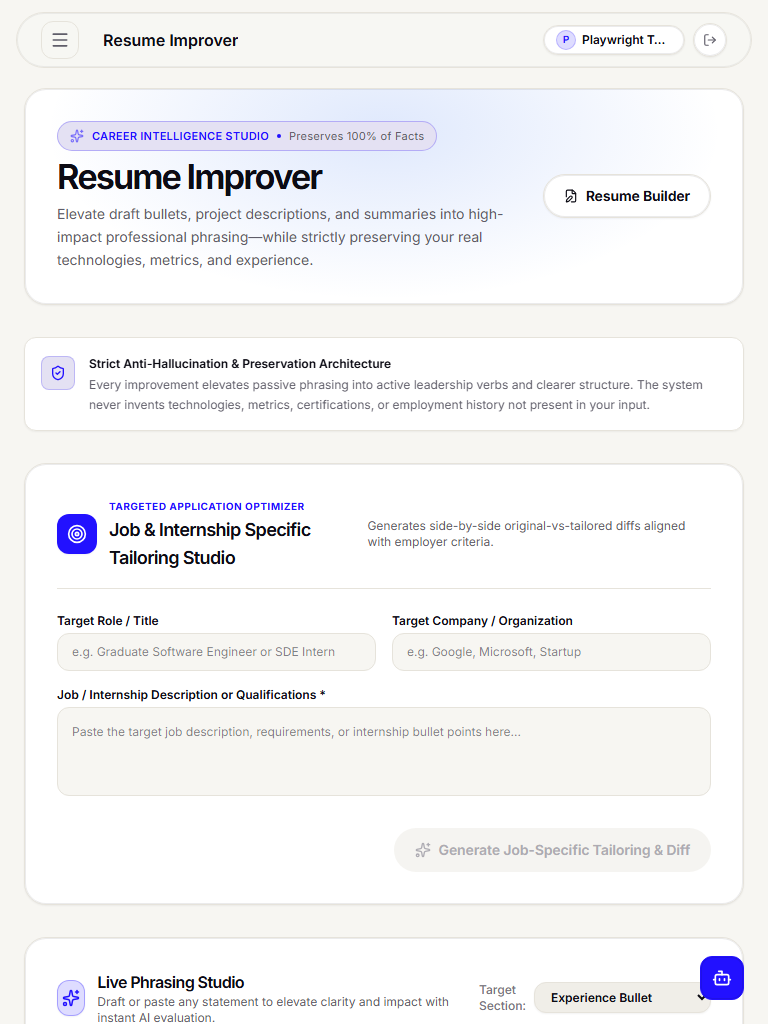 Resume Improver
P Playwright T...
CAREER INTELLIGENCE STUDIO • Preserves 100% of Facts
Resume Improver
Elevate draft bullets, project descriptions, and summaries into high-
impact professional phrasing—while strictly preserving your real
technologies, metrics, and experience.
Resume Builder
Strict Anti-Hallucination & Preservation Architecture
Every improvement elevates passive phrasing into active leadership verbs and clearer structure. The system
never invents technologies, metrics, certifications, or employment history not present in your input.
TARGETED APPLICATION OPTIMIZER
Job & Internship Specific
Tailoring Studio
Generates side-by-side original-vs-tailored diffs aligned
with employer criteria.
Target Role / Title
Target Company / Organization
e.g. Graduate Software Engineer or SDE Intern
e.g. Google, Microsoft, Startup
Job / Internship Description or Qualifications *
Paste the target job description, requirements, or internship bullet points here...
Generate Job-Specific Tailoring & Diff
Live Phrasing Studio
Draft or paste any statement to elevate clarity and impact with
instant AI evaluation.
Target
Section:
Experience Bullet